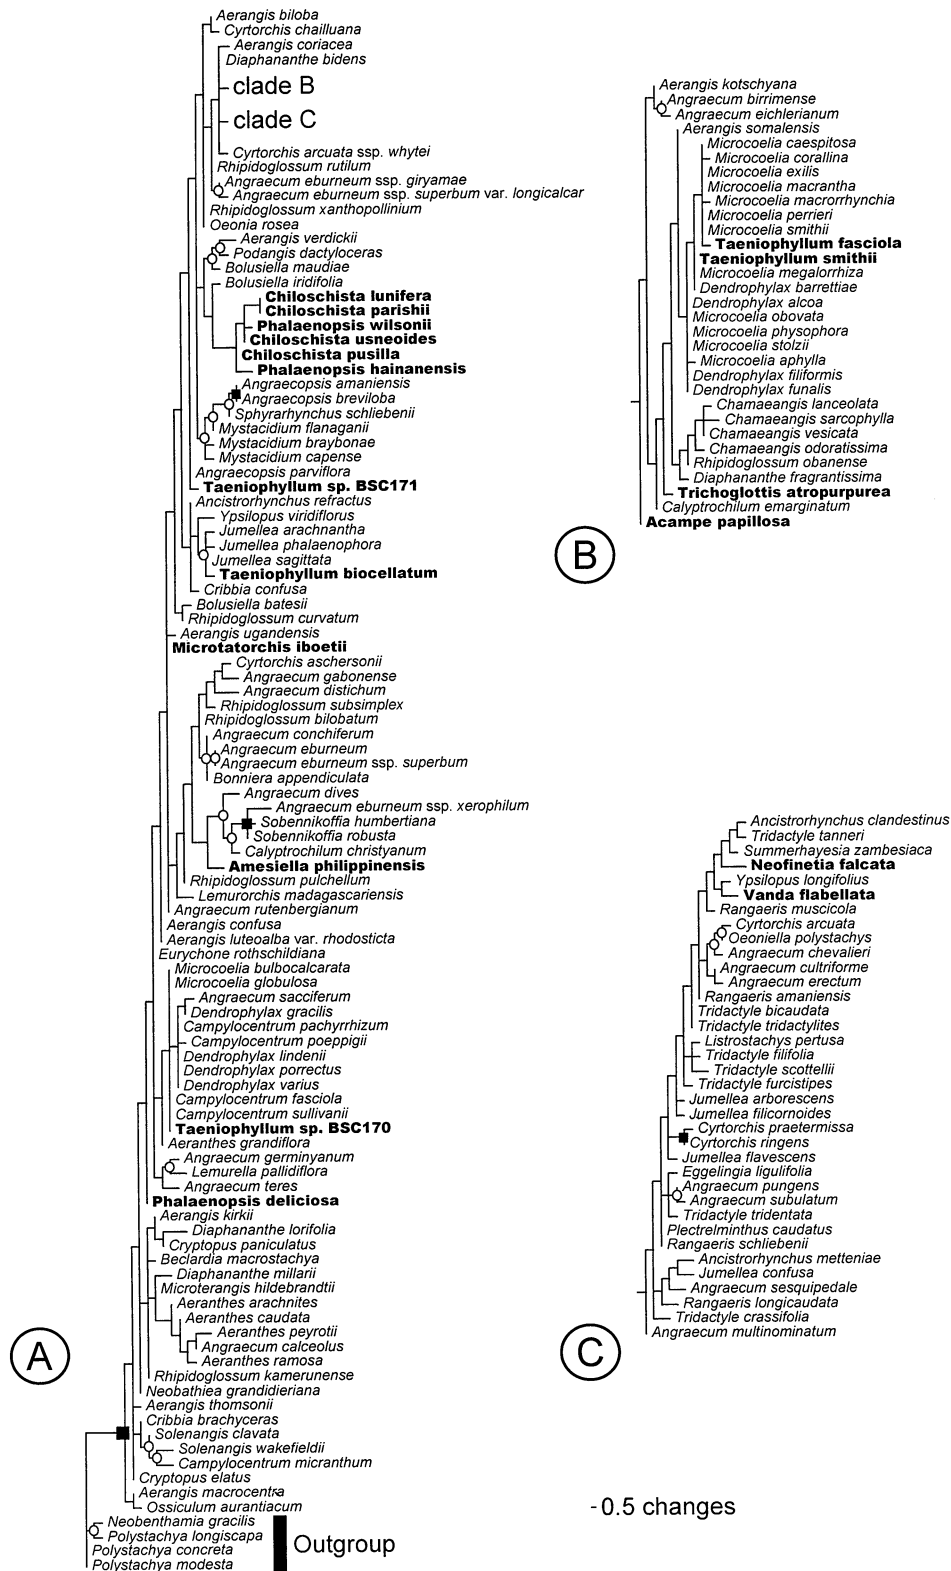 Aerangis biloba
Cyrtorchis chailluana
Aerangis coriacea
Diaphananthe bidens
clade B
clade C
Cyrtorchis arcuata ssp. whytei
Rhipidoglossum rutilum
Angraecum eburneum ssp. giryamae
Angraecum eburneum ssp. superbum var. longicalcar
Rhipidoglossum xanthopollinium
Oeonia rosea
Aerangis verdickii
Podangis dactyloceras
Bolusiella maudiae
Bolusiella iridifolia
Chiloschista lunifera
Chiloschista parishii
Phalaenopsis wilsonii
Chiloschista usneoides
Chiloschista pusilla
Phalaenopsis hainanensis
Angraecopsis amaniensis
Angraecopsis breviloba
Sphyrarhynchus schliebenii
Mystacidium flanaganii
Mystacidium braybonae
Mystacidium capense
Angraecopsis parviflora
Taeniophyllum sp. BSC171
Ancistrorhynchus refractus
Ypsilopus viridiflorus
Jumellea arachnantha
Jumellea phalaenophora
Jumellea sagittata
Taeniophyllum biocellatum
Cribbia confusa
Bolusiella batesii
Rhipidoglossum curvatum
Aerangis ugandensis
Microtatorchis iboetii
Cyrtorchis aschersonii
Angraecum gabonense
Angraecum distichum
Rhipidoglossum subsimplex
Rhipidoglossum bilobatum
Angraecum conchiferum
Angraecum eburneum
Angraecum eburneum ssp. superbum
Bonniera appendiculata
Angraecum dives
Angraecum eburneum ssp. xerophilum
Sobennikoffia humbertiana
Sobennikoffia robusta
Calyptrochilum christyanum
Amesiella philippinensis
Rhipidoglossum pulchellum
Lemurorchis madagascariensis
Angraecum rutenbergianum
Aerangis confusa
Aerangis luteoalba var. rhodosticta
Eurychone rothschildiana
Microcoelia bulbocalcarata
Microcoelia globulosa
Angraecum sacciferum
Dendrophylax gracilis
Campylocentrum pachyrrhizum
Campylocentrum poeppigii
Dendrophylax lindenii
Dendrophylax porrectus
Dendrophylax varius
Campylocentrum fasciola
Campylocentrum sullivanii
Taeniophyllum sp. BSC170
Aeranthes grandiflora
Angraecum germinyanum
Lemurella pallidiflora
Angraecum teres
Phalaenopsis deliciosa
Aerangis kirkii
Diaphananthe lorifolia
Cryptopus paniculatus
Beclardia macrostachya
Diaphananthe millarii
Microterangis hildebrandtii
Aeranthes arachnites
Aeranthes caudata
Aeranthes peyrotii
Angraecum calceolus
Aeranthes ramosa
Rhipidoglossum kamerunense
Neobathiea grandidieriana
Aerangis thomsonii
Cribbia brachyceras
Solenangis clavata
Solenangis wakefieldii
Campylocentrum micranthum
Cryptopus elatus
Aerangis macrocentra
Ossiculum aurantiacum
Neobenthamia gracilis
Polystachya longiscapa
Polystachya concreta
Polystachya modesta
Outgroup
A
Aerangis kotschyana
Angraecum birrimense
Angraecum eichlerianum
Aerangis somalensis
Microcoelia caespitosa
Microcoelia corallina
Microcoelia exilis
Microcoelia macrantha
Microcoelia macrorrhynchia
Microcoelia perrieri
Microcoelia smithii
Taeniophyllum fasciola
Taeniophyllum smithii
Microcoelia megalorrhiza
Dendrophylax barrettiae
Dendrophylax alcoa
Microcoelia obovata
Microcoelia physophora
Microcoelia stolzii
Microcoelia aphylla
Dendrophylax filiformis
Dendrophylax funalis
Chamaeangis lanceolata
Chamaeangis sarcophylla
Chamaeangis vesicata
Chamaeangis odoratissima
Rhipidoglossum obanense
Diaphananthe fragrantissima
Trichoglottis atropurpurea
Calyptrochilum emarginatum
Acampe papillosa
B
Ancistrorhynchus clandestinus
Tridactyle tanneri
Summerhayesia zambesiaca
Neofinetia falcata
Ypsilopus longifolius
Vanda flabellata
Rangaeris muscicola
Cyrtorchis arcuata
Oeoniella polystachys
Angraecum chevalieri
Angraecum cultriforme
Angraecum erectum
Rangaeris amaniensis
Tridactyle bicaudata
Tridactyle tridactylites
Listrostachys pertusa
Tridactyle filifolia
Tridactyle scottellii
Tridactyle furcistipes
Jumellea arborescens
Jumellea filicornoides
Cyrtorchis praetermissa
Cyrtorchis ringens
Jumellea flavescens
Eggelingia ligulifolia
Angraecum pungens
Angraecum subulatum
Tridactyle tridentata
Plectrelminthus caudatus
Rangaeris schliebenii
Ancistrorhynchus metteniae
Jumellea confusa
Angraecum sesquipedale
Rangaeris longicaudata
Tridactyle crassifolia
Angraecum multinominatum
C
- 0.5 changes